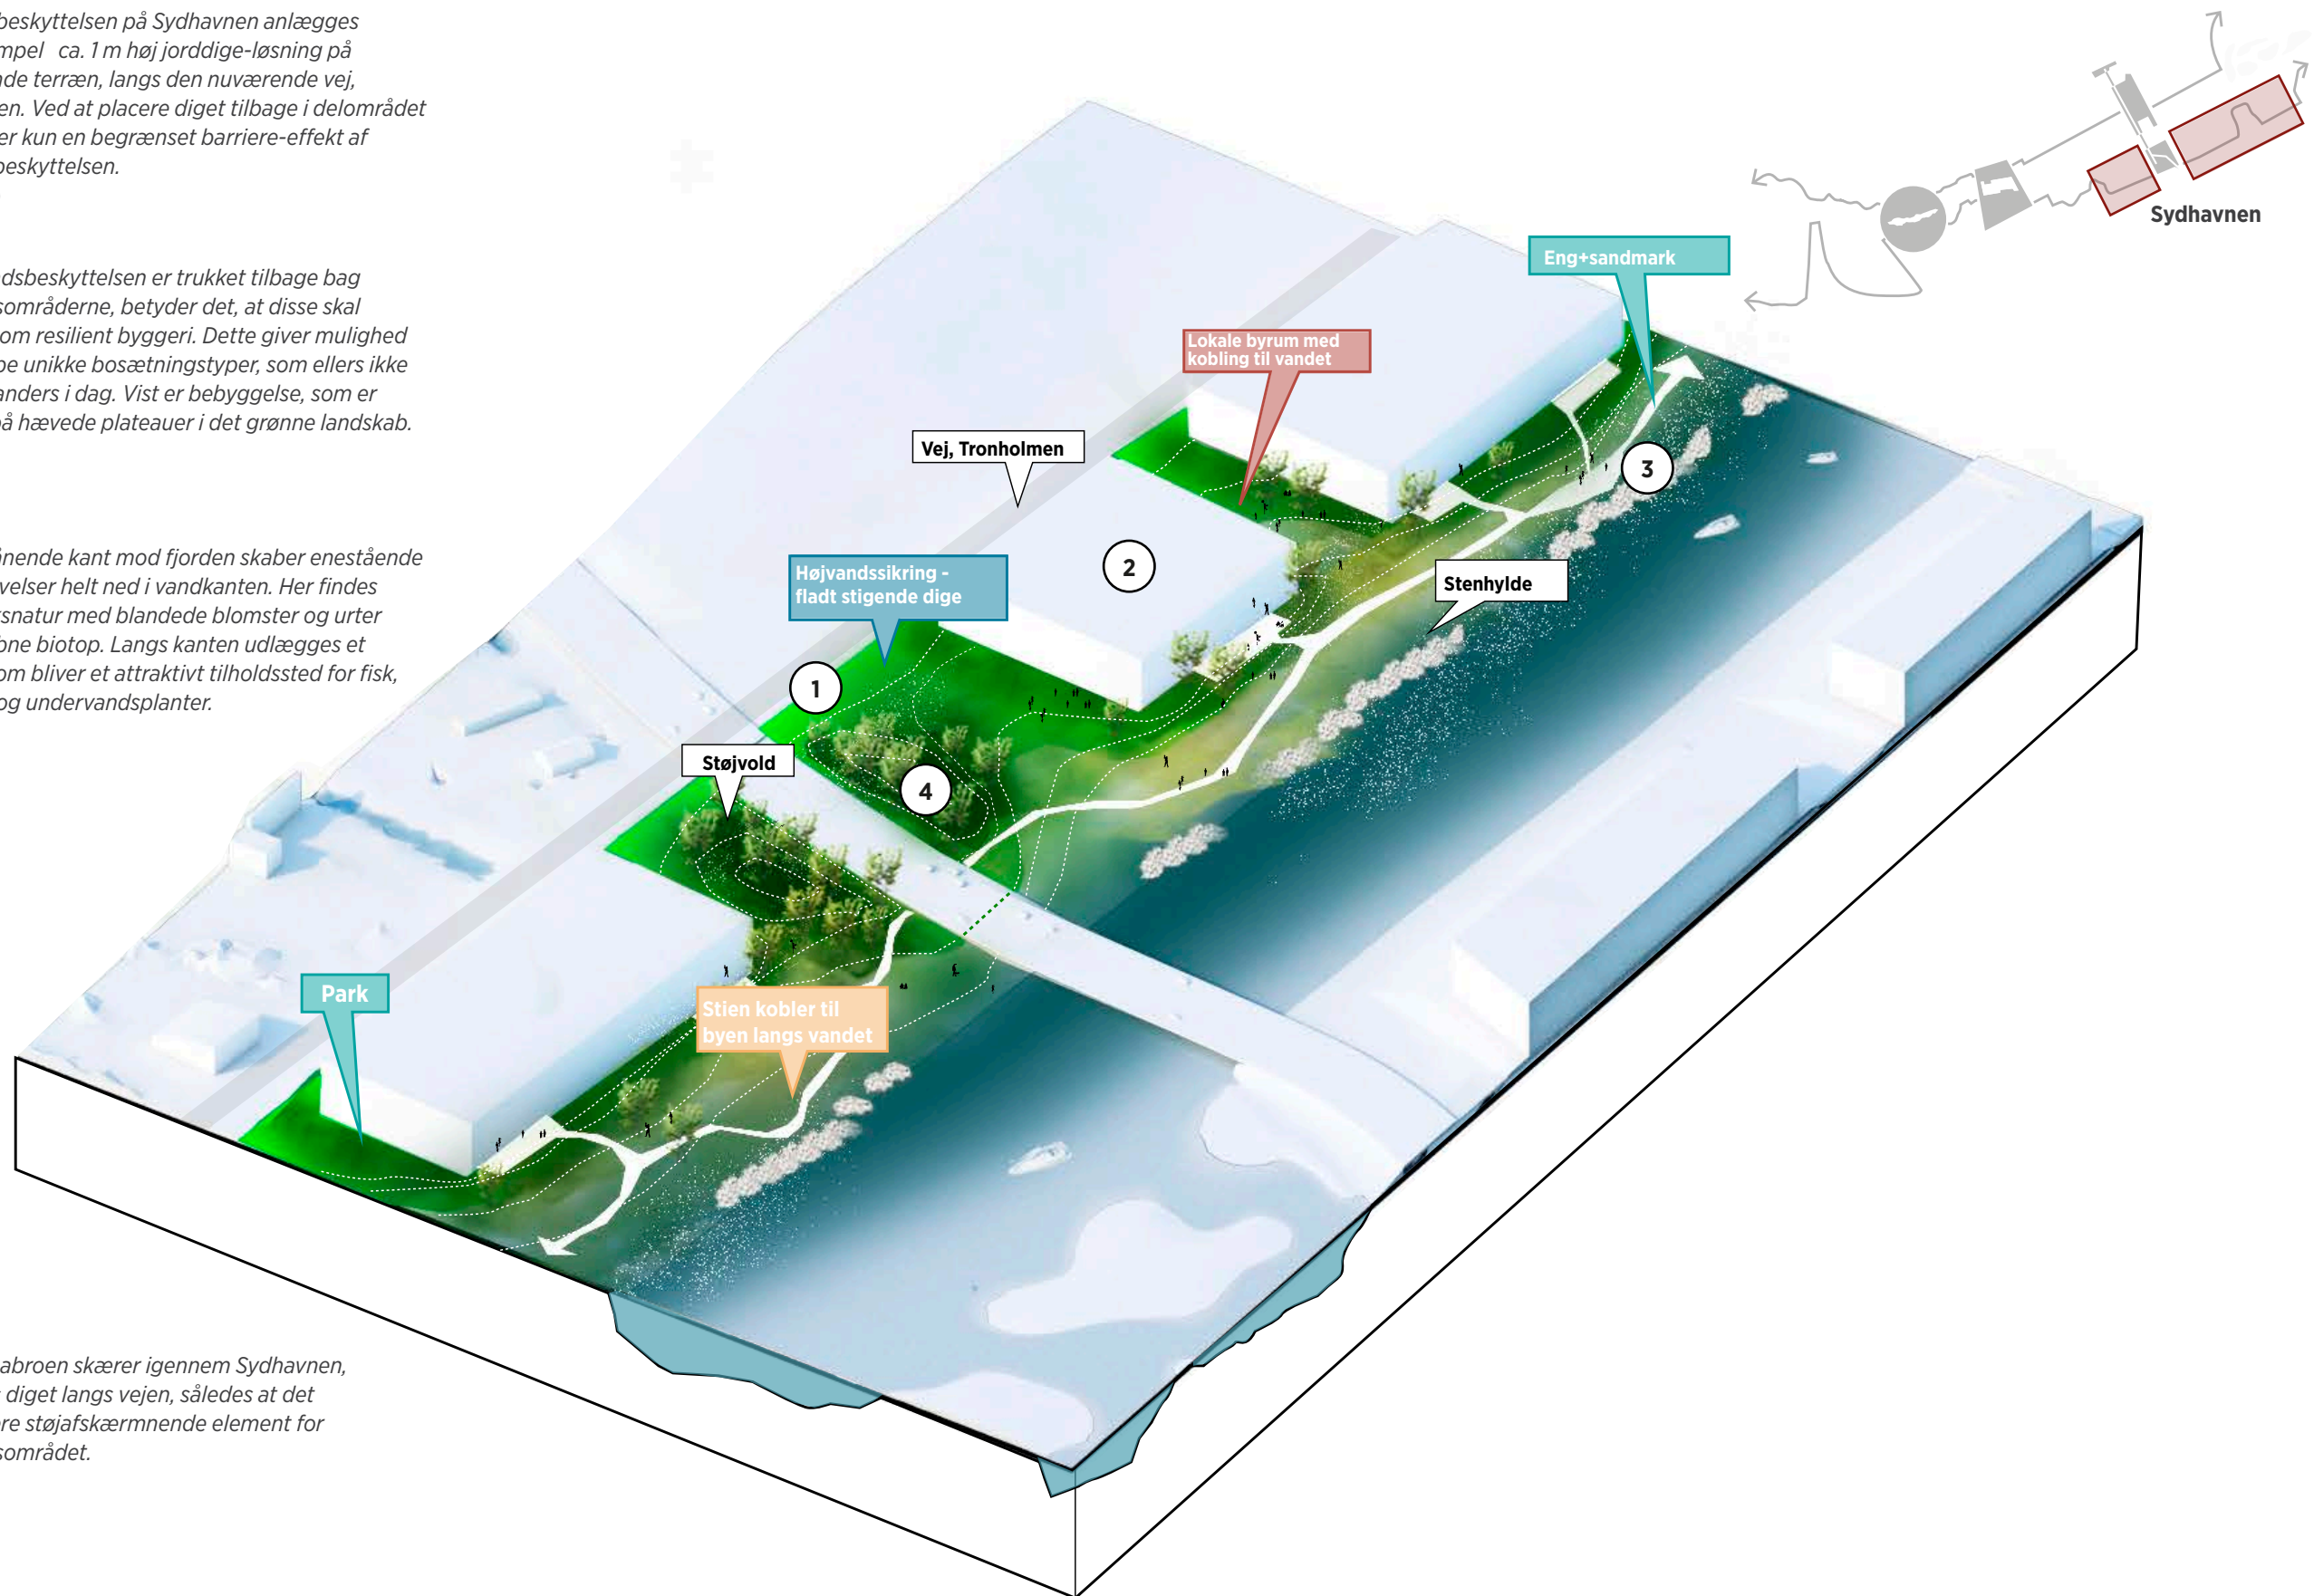 beskyttelsen på Sydhavnen anlægges
mpel ca. 1 m høj jorddige-løsning på
nde terræn, langs den nuværende vej,
en. Ved at placere diget tilbage i delområdet
er kun en begrænset barriere-effekt af
beskyttelsen.
dsbeskyttelsen er trukket tilbage bag
sområderne, betyder det, at disse skal
om resilient byggeri. Dette giver mulighed
be unikke bosætningstyper, som ellers ikke
anders i dag. Vist er bebyggelse, som er
på hævede plateauer i det grønne landskab.
ånende kant mod fjorden skaber enestående
velser helt ned i vandkanten. Her findes
tsnatur med blandede blomster og urter
bne biotop. Langs kanten udlægges et
om bliver et attraktivt tilholdssted for fisk,
og undervandsplanter.
abroen skærer igennem Sydhavnen,
diget langs vejen, således at det
re støjafskærmnende element for
sområdet.
Sydhavnen
Eng+sandmark
Lokale byrum med
kobling til vandet
Vej, Tronholmen
3
2
Højvandssikring -
fladt stigende dige
Stenhylde
1
Støjvold
4
Park
Stien kobler til
byen langs vandet